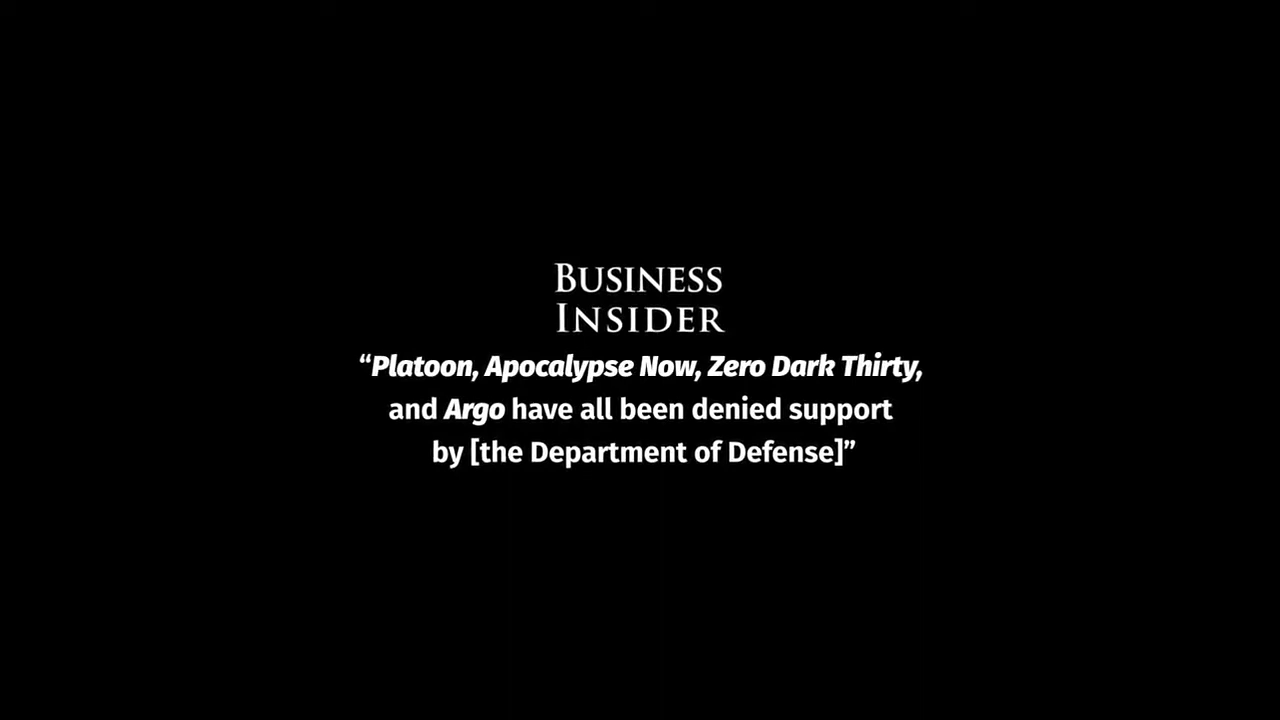 BUSINESS
INSIDER
“Platoon, Apocalypse Now, Zero Dark Thirty,
and Argo have all been denied support
by [the Department of Defense]”